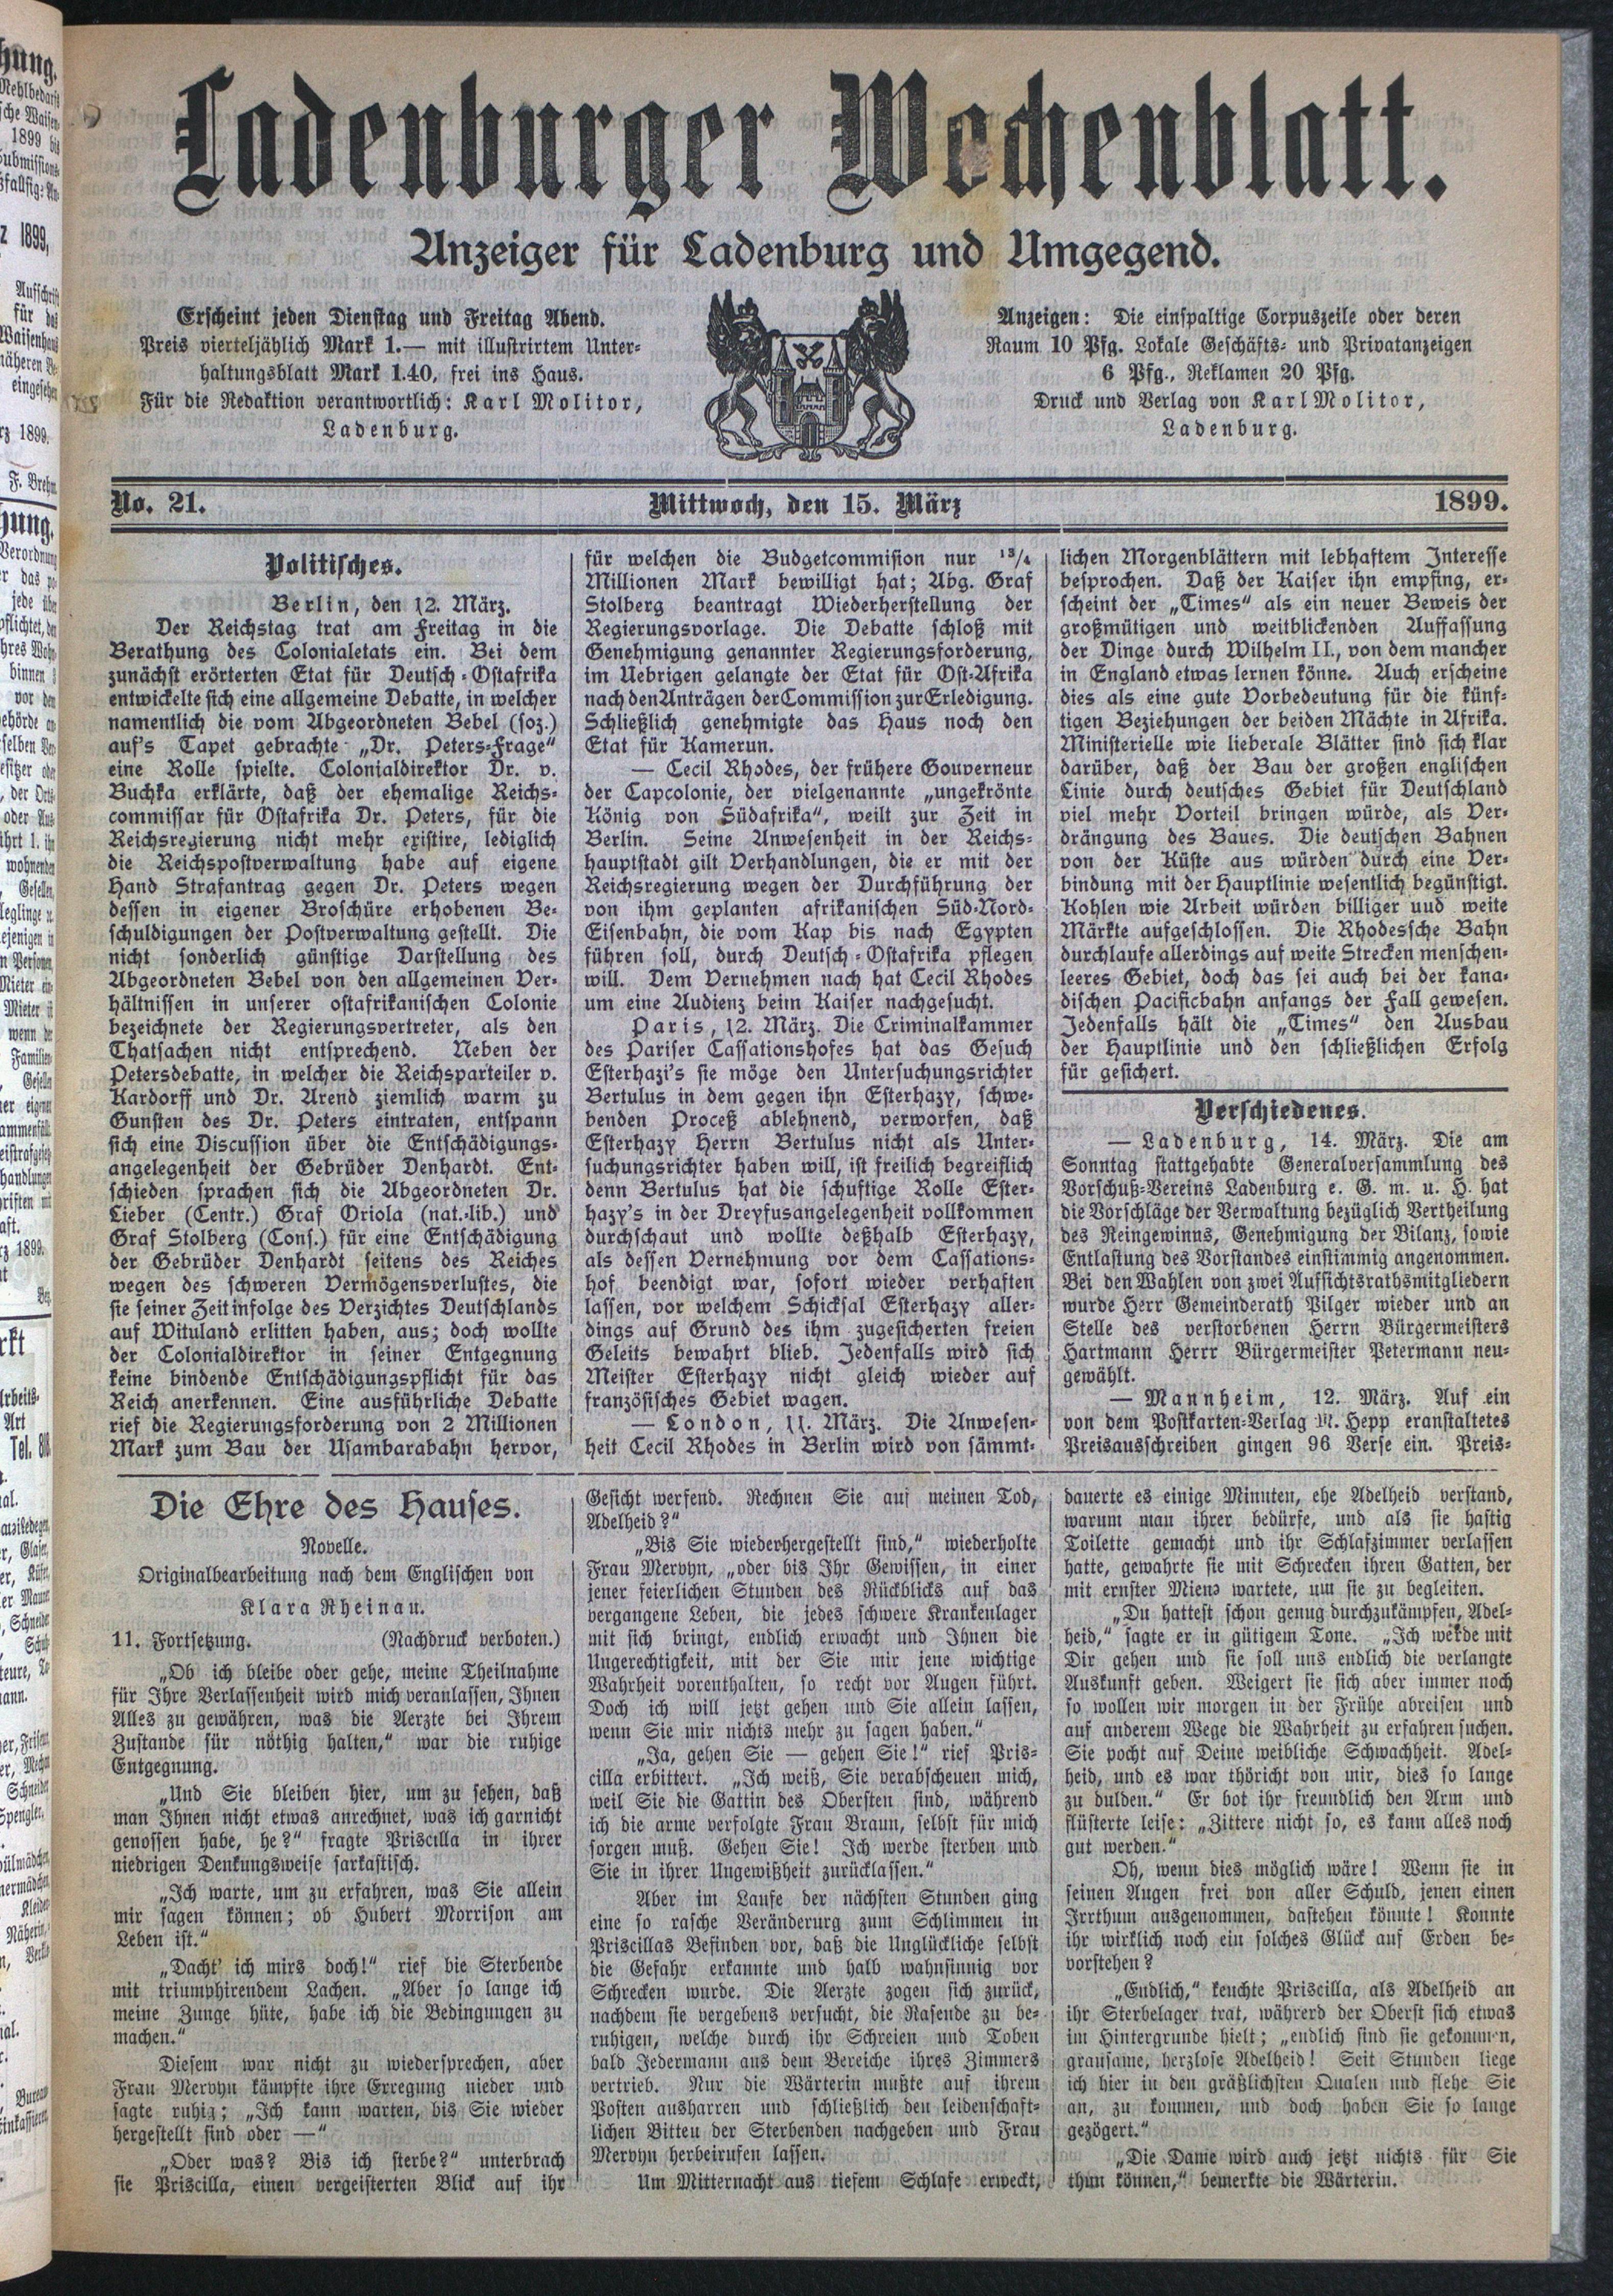 Ladenburger Wochenblatt.
Anzeiger für Ladenburg und Umgegend.
Erscheint jeden Dienstag und Freitag Abend.
Preis vierteljählich Mark 1.— mit illustrirtem Unter-
haltungsblatt Mark 1.40, frei ins Haus.
Für die Redaktion verantwortlich: Karl Molitor,
Ladenburg.
Anzeigen: Die einspaltige Corpuszeile oder deren
Raum 10 Pfg. Lokale Geschäfts- und Privatanzeigen
6 Pfg., Reklamen 20 Pfg.
Druck und Verlag von Karl Molitor,
Ladenburg.
No. 21.
Mittwoch, den 15. März
1899.
Politisches.
Berlin, den 12. März.
Der Reichstag trat am Freitag in die
Berathung des Colonialetats ein. Bei dem
zunächst erörterten Etat für Deutsch-Ostafrika
entwickelte sich eine allgemeine Debatte, in welcher
namentlich die vom Abgeordneten Bebel (soz.)
auf's Tapet gebrachte „Dr. Peters-Frage“
eine Rolle spielte. Colonialdirektor Dr. v.
Buchka erklärte, daß der ehemalige Reichs-
commissar für Ostafrika Dr. Peters, für die
Reichsregierung nicht mehr existire, lediglich
die Reichspostverwaltung habe auf eigene
Hand Strafantrag gegen Dr. Peters wegen
dessen in eigener Broschüre erhobenen Be-
schuldigungen der Postverwaltung gestellt. Die
nicht sonderlich günstige Darstellung des
Abgeordneten Bebel von den allgemeinen Ver-
hältnissen in unserer ostafrikanischen Colonie
bezeichnete der Regierungsvertreter, als den
Thatsachen nicht entsprechend. Neben der
Petersdebatte, in welcher die Reichsparteiler v.
Kardorff und Dr. Arend ziemlich warm zu
Gunsten des Dr. Peters eintraten, entspann
sich eine Discussion über die Entschädigungs-
angelegenheit der Gebrüder Denhardt. Ent-
schieden sprachen sich die Abgeordneten Dr.
Lieber (Centr.) Graf Oriola (nat.-lib.) und
Graf Stolberg (Cons.) für eine Entschädigung
der Gebrüder Denhardt seitens des Reiches
wegen des schweren Vermögensverlustes, die
sie seiner Zeit infolge des Verzichtes Deutschlands
auf Wituland erlitten haben, aus; doch wollte
der Colonialdirektor in seiner Entgegnung
keine bindende Entschädigungspflicht für das
Reich anerkennen. Eine ausführliche Debatte
rief die Regierungsforderung von 2 Millionen
Mark zum Bau der Usambarabahn hervor,
für welchen die Budgetcommision nur 1³/₄
Millionen Mark bewilligt hat; Abg. Graf
Stolberg beantragt Wiederherstellung der
Regierungsvorlage. Die Debatte schloß mit
Genehmigung genannter Regierungsforderung,
im Uebrigen gelangte der Etat für Ost-Afrika
nach den Anträgen der Commission zur Erledigung.
Schließlich genehmigte das Haus noch den
Etat für Kamerun.
— Cecil Rhodes, der frühere Gouverneur
der Capcolonie, der vielgenannte „ungekrönte
König von Südafrika“, weilt zur Zeit in
Berlin. Seine Anwesenheit in der Reichs-
hauptstadt gilt Verhandlungen, die er mit der
Reichsregierung wegen der Durchführung der
von ihm geplanten afrikanischen Süd-Nord-
Eisenbahn, die vom Kap bis nach Egypten
führen soll, durch Deutsch-Ostafrika pflegen
will. Dem Vernehmen nach hat Cecil Rhodes
um eine Audienz beim Kaiser nachgesucht.
Paris, 12. März. Die Criminalkammer
des Pariser Cassationshofes hat das Gesuch
Esterhazi's sie möge den Untersuchungsrichter
Bertulus in dem gegen ihn Esterhazy, schwe-
benden Proceß ablehnend, verworfen, daß
Esterhazy Herrn Bertulus nicht als Unter-
suchungsrichter haben will, ist freilich begreiflich
denn Bertulus hat die schuftige Rolle Ester-
hazy's in der Dreyfusangelegenheit vollkommen
durchschaut und wollte deßhalb Esterhazy,
als dessen Vernehmung vor dem Cassations-
hof beendigt war, sofort wieder verhaften
lassen, vor welchem Schicksal Esterhazy aller-
dings auf Grund des ihm zugesicherten freien
Geleits bewahrt blieb. Jedenfalls wird sich
Meister Esterhazy nicht gleich wieder auf
französisches Gebiet wagen.
— London, 11. März. Die Anwesen-
heit Cecil Rhodes in Berlin wird von sämmt-
lichen Morgenblättern mit lebhaftem Interesse
besprochen. Daß der Kaiser ihn empfing, er-
scheint der „Times“ als ein neuer Beweis der
großmütigen und weitblickenden Auffassung
der Dinge durch Wilhelm II., von dem mancher
in England etwas lernen könne. Auch erscheine
dies als eine gute Vorbedeutung für die künf-
tigen Beziehungen der beiden Mächte in Afrika.
Ministerielle wie lieberale Blätter sind sich klar
darüber, daß der Bau der großen englischen
Linie durch deutsches Gebiet für Deutschland
viel mehr Vorteil bringen würde, als Ver-
drängung des Baues. Die deutschen Bahnen
von der Küste aus würden durch eine Ver-
bindung mit der Hauptlinie wesentlich begünstigt.
Kohlen wie Arbeit würden billiger uud weite
Märkte aufgeschlossen. Die Rhodessche Bahn
durchlaufe allerdings auf weite Strecken menschen-
leeres Gebiet, doch das sei auch bei der kana-
dischen Pacificbahn anfangs der Fall gewesen.
Jedenfalls hält die „Times“ den Ausbau
der Hauptlinie und den schließlichen Erfolg
für gesichert.
Verschiedenes.
— Ladenburg, 14. März. Die am
Sonntag stattgehabte Generalversammlung des
Vorschuß-Vereins Ladenburg e. G. m. u. H. hat
die Vorschläge der Verwaltung bezüglich Vertheilung
des Reingewinns, Genehmigung der Bilanz, sowie
Entlastung des Vorstandes einstimmig angenommen.
Bei den Wahlen von zwei Aufsichtsrathsmitgliedern
wurde Herr Gemeinderath Pilger wieder und an
Stelle des verstorbenen Herrn Bürgermeisters
Hartmann Herrr Bürgermeister Petermann neu-
gewählt.
— Mannheim, 12. März. Auf ein
von dem Postkarten-Verlag M. Hepp eranstaltetes
Preisausschreiben gingen 96 Verse ein. Preis-
Die Ehre des Hauses.
Novelle.
Originalbearbeitung nach dem Englischen von
Klara Rheinau.
11. Fortsetzung. (Nachdruck verboten.)
„Ob ich bleibe oder gehe, meine Theilnahme
für Ihre Verlassenheit wird mich veranlassen, Ihnen
Alles zu gewähren, was die Aerzte bei Ihrem
Zustande für nöthig halten,“ war die ruhige
Entgegnung.
„Und Sie bleiben hier, um zu sehen, daß
man Ihnen nicht etwas anrechnet, was ich garnicht
genossen habe, he?“ fragte Priscilla in ihrer
niedrigen Denkungsweise sarkastisch.
„Ich warte, um zu erfahren, was Sie allein
mir sagen können; ob Hubert Morrison am
Leben ist.“
„Dacht' ich mirs doch!“ rief die Sterbende
mit triumphirendem Lachen. „Aber so lange ich
meine Zunge hüte, habe ich die Bedingungen zu
machen.“
Diesem war nicht zu wiedersprechen, aber
Frau Mervyn kämpfte ihre Erregung nieder und
sagte ruhig; „Ich kann warten, bis Sie wieder
hergestellt sind oder —“
„Oder was? Bis ich sterbe?“ unterbrach
sie Priscilla, einen vergeisterten Blick auf ihr
Gesicht werfend. Rechnen Sie auf meinen Tod,
Adelheid?“
„Bis Sie wiederhergestellt sind,“ wiederholte
Frau Mervyn, „oder bis Ihr Gewissen, in einer
jener feierlichen Stunden des Rückblicks auf das
vergangene Leben, die jedes schwere Krankenlager
mit sich bringt, endlich erwacht und Ihnen die
Ungerechtigkeit, mit der Sie mir jene wichtige
Wahrheit vorenthalten, so recht vor Augen führt.
Doch ich will jetzt gehen und Sie allein lassen,
wenn Sie mir nichts mehr zu sagen haben.“
„Ja, gehen Sie — gehen Sie!“ rief Pris-
cilla erbittert. „Ich weiß, Sie verabscheuen mich,
weil Sie die Gattin des Obersten sind, während
ich die arme verfolgte Frau Braun, selbst für mich
sorgen muß. Gehen Sie! Ich werde sterben und
Sie in ihrer Ungewißheit zurücklassen.“
Aber im Laufe der nächsten Stunden ging
eine so rasche Veränderurg zum Schlimmen in
Priscillas Befinden vor, daß die Unglückliche selbst
die Gefahr erkannte und halb wahnsinnig vor
Schrecken wurde. Die Aerzte zogen sich zurück,
nachdem sie vergebens versucht, die Rasende zu be-
ruhigen, welche durch ihr Schreien und Toben
bald Jedermann aus dem Bereiche ihres Zimmers
vertrieb. Nur die Wärterin mußte auf ihrem
Posten ausharren und schließlich den leidenschaft-
lichen Bitteu der Sterbenden nachgeben und Frau
Mervyn herbeirufen lassen.
Um Mitternacht aus tiefem Schlafe erweckt,
dauerte es einige Minuten, ehe Adelheid verstand,
warum man ihrer bedürfe, und als sie hastig
Toilette gemacht und ihr Schlafzimmer verlassen
hatte, gewahrte sie mit Schrecken ihren Gatten, der
mit ernster Miene wartete, um sie zu begleiten.
„Du hattest schon genug durchzukämpfen, Adel-
heid,“ sagte er in gütigem Tone. „Ich werde mit
Dir gehen und sie soll uns endlich die verlangte
Auskunft geben. Weigert sie sich aber immer noch
so wollen wir morgen in der Frühe abreisen und
auf anderem Wege die Wahrheit zu erfahren suchen.
Sie pocht auf Deine weibliche Schwachheit. Adel-
heid, und es war thöricht von mir, dies so lange
zu dulden.“ Er bot ihr freundlich den Arm und
flüsterte leise: „Zittere nicht so, es kann alles noch
gut werden.“
Oh, wenn dies möglich wäre! Wenn sie in
seinen Augen frei von aller Schuld, jenen einen
Irrthum ausgenommen, dastehen könnte! Konnte
ihr wirklich noch ein solches Glück auf Erden be-
vorstehen?
„Endlich,“ keuchte Priscilla, als Adelheid an
ihr Sterbelager trat, währerd der Oberst sich etwas
im Hintergrunde hielt; „endlich sind sie gekommen,
grausame, herzlose Adelheid! Seit Stunden liege
ich hier in den gräßlichsten Qualen und flehe Sie
an, zu kommen, und doch haben Sie so lange
gezögert.“
„Die Dame wird auch jetzt nichts für Sie
thun können,“ bemerkte die Wärterin.